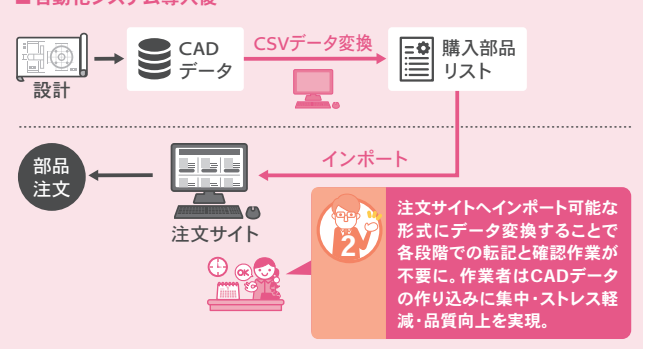 ■自動化システム導入後
CAD
データ
CSVデータ変換
購入部品
リスト
設計
部品
注文
インポート
注文サイト
OK
2
注文サイトへインポート可能な
形式にデータ変換することで
各段階での転記と確認作業が
不要に。作業者はCADデータ
の作り込みに集中・ストレス軽
減・品質向上を実現。